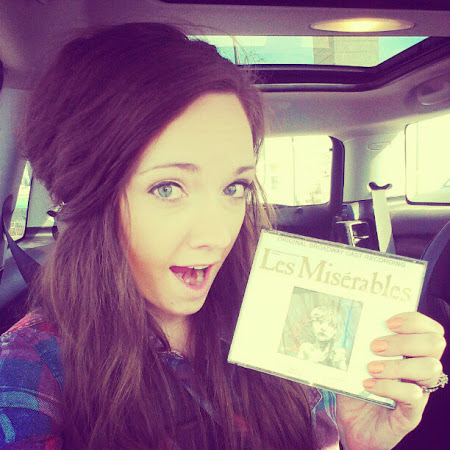 ORIGINAL BROADWAY CAST RECORDING
Les Misérables